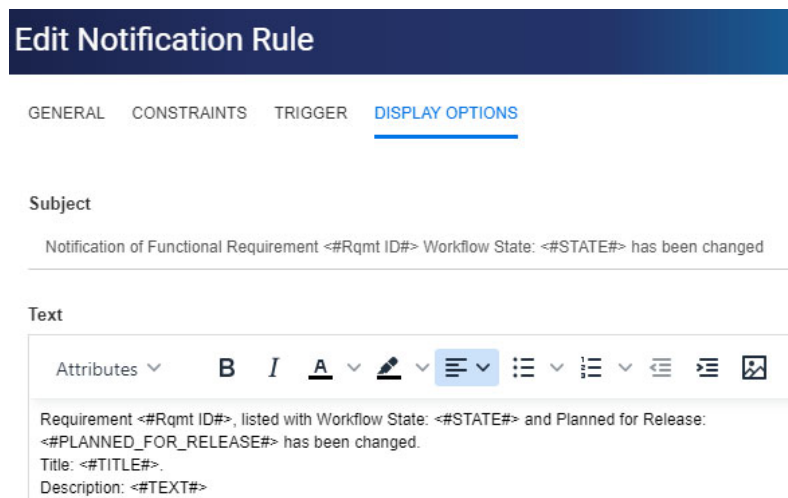 Edit Notification Rule
GENERAL CONSTRAINTS TRIGGER DISPLAY OPTIONS
Subject
Notification of Functional Requirement <#Rqmt ID#> Workflow State: <#STATE#> has been changed
Text
Attributes B I A
Requirement <#Rqmt ID#>, listed with Workflow State: <#STATE#> and Planned for Release:
<#PLANNED_FOR_RELEASE#> has been changed.
Title: <#TITLE#>.
Description: <#TEXT#>